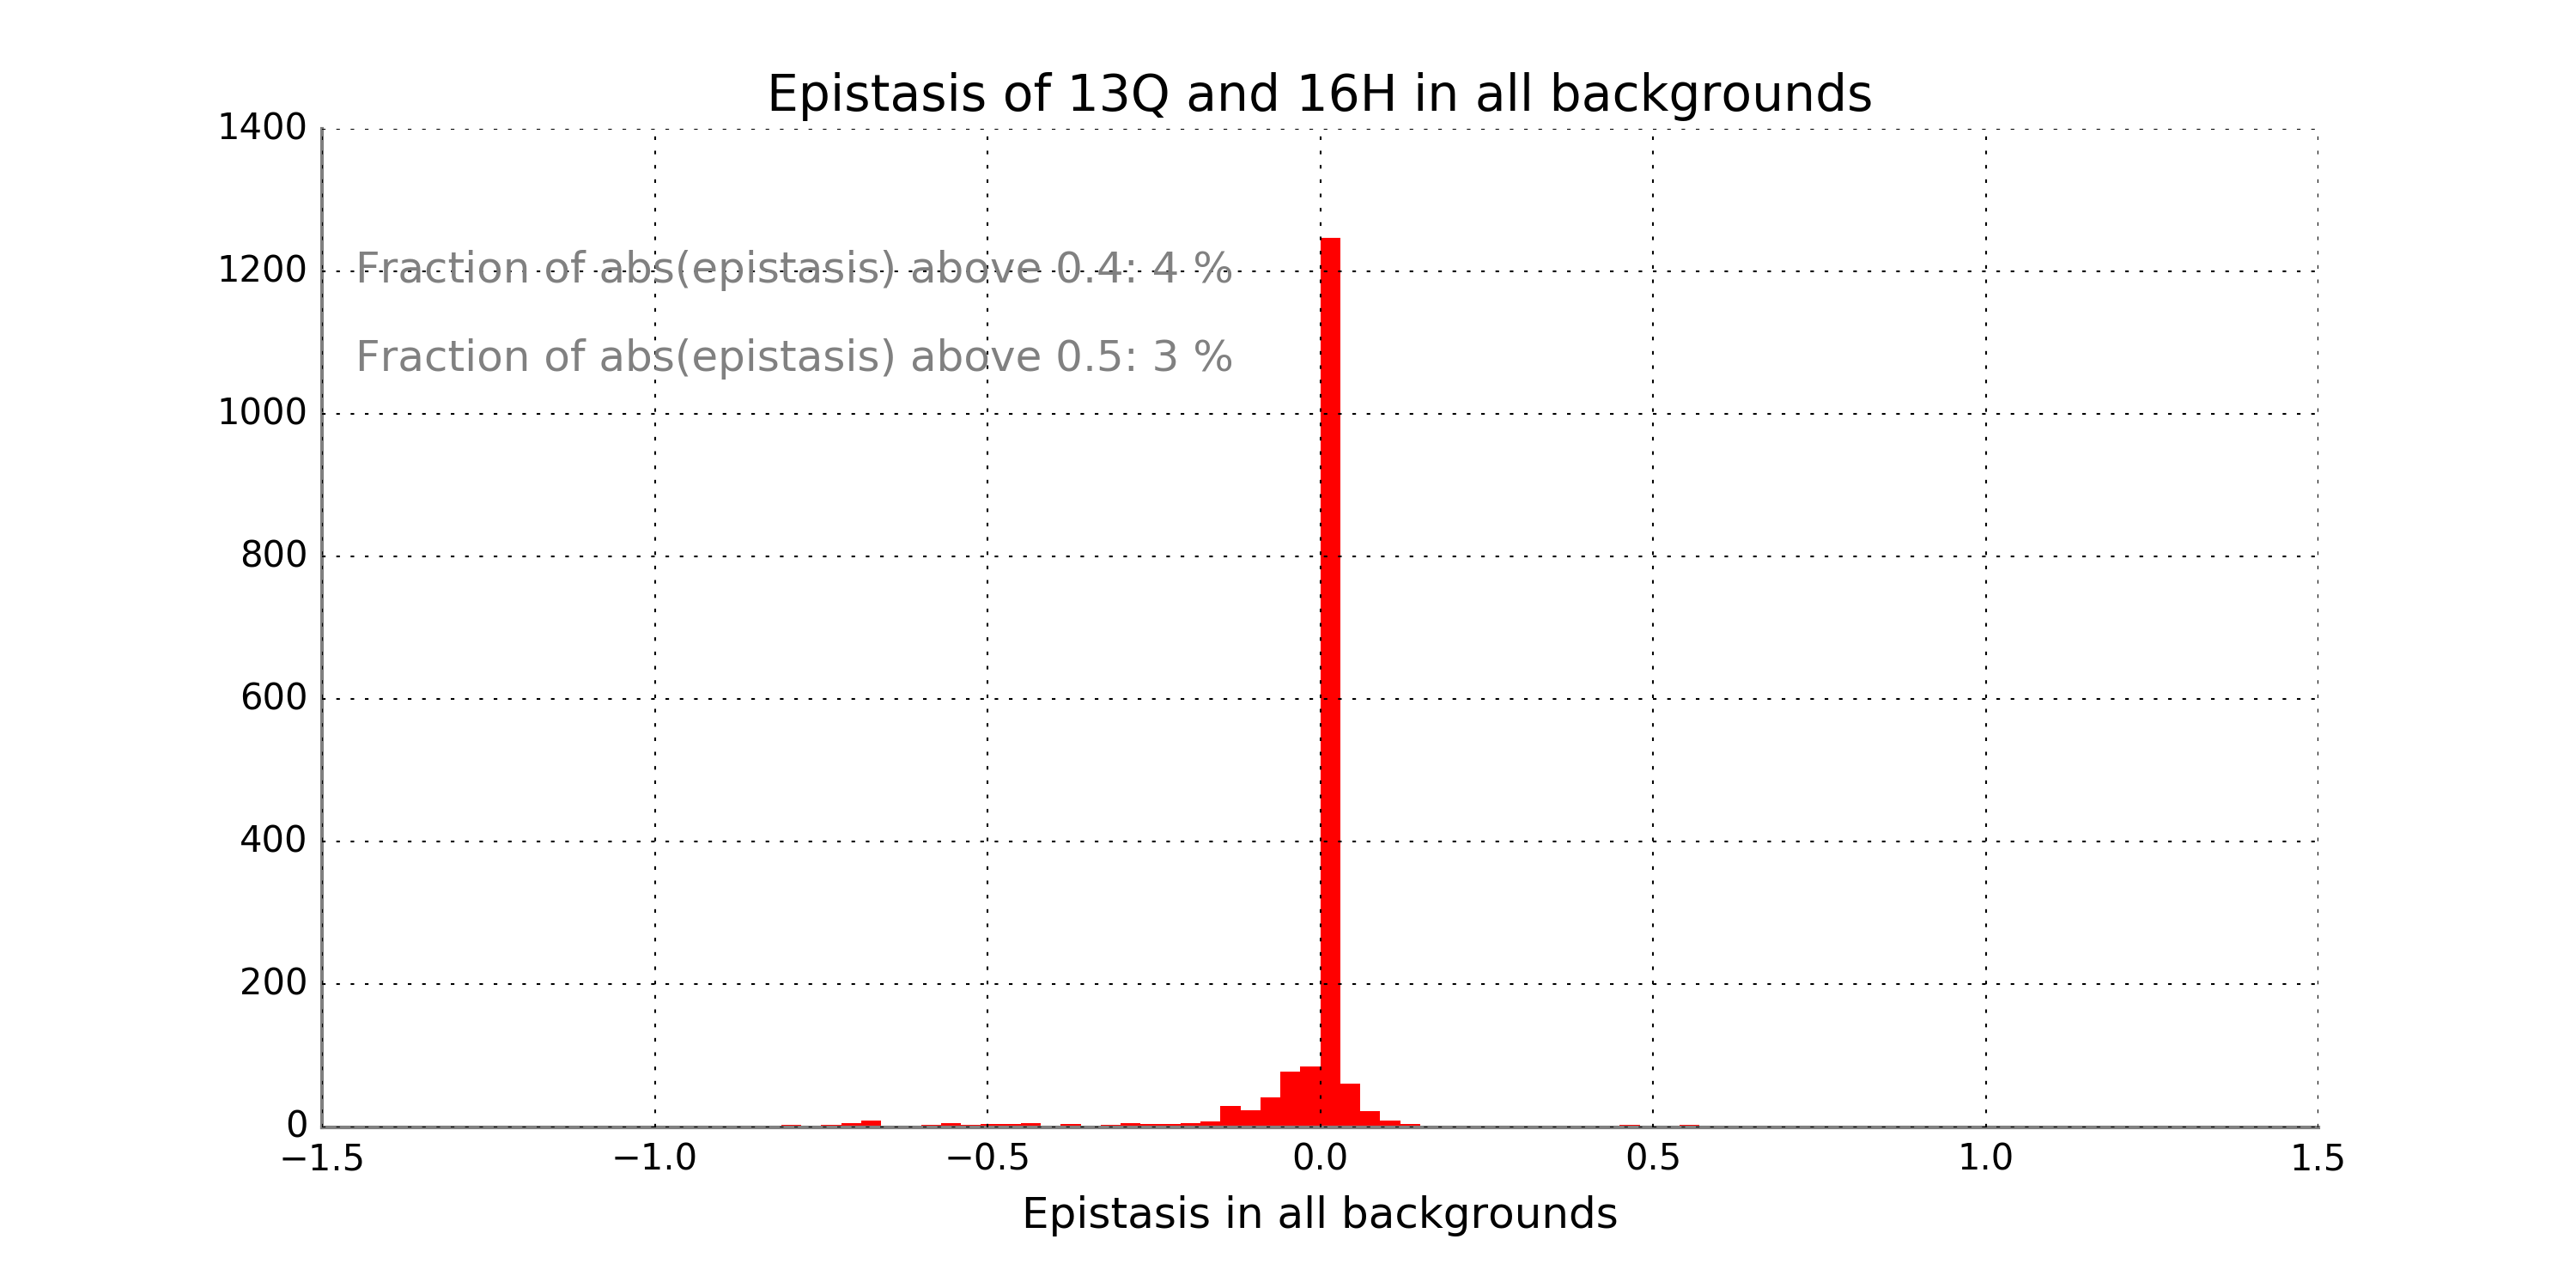 Epistasis of 13Q and 16H in all backgrounds
1400
1200
1000
800
600
400
200
0
Fraction of abs(epistasis) above 0.4: 4 %
Fraction of abs(epistasis) above 0.5: 3 %
−1.5 −1.0 −0.5 0.0 0.5 1.0 1.5
Epistasis in all backgrounds